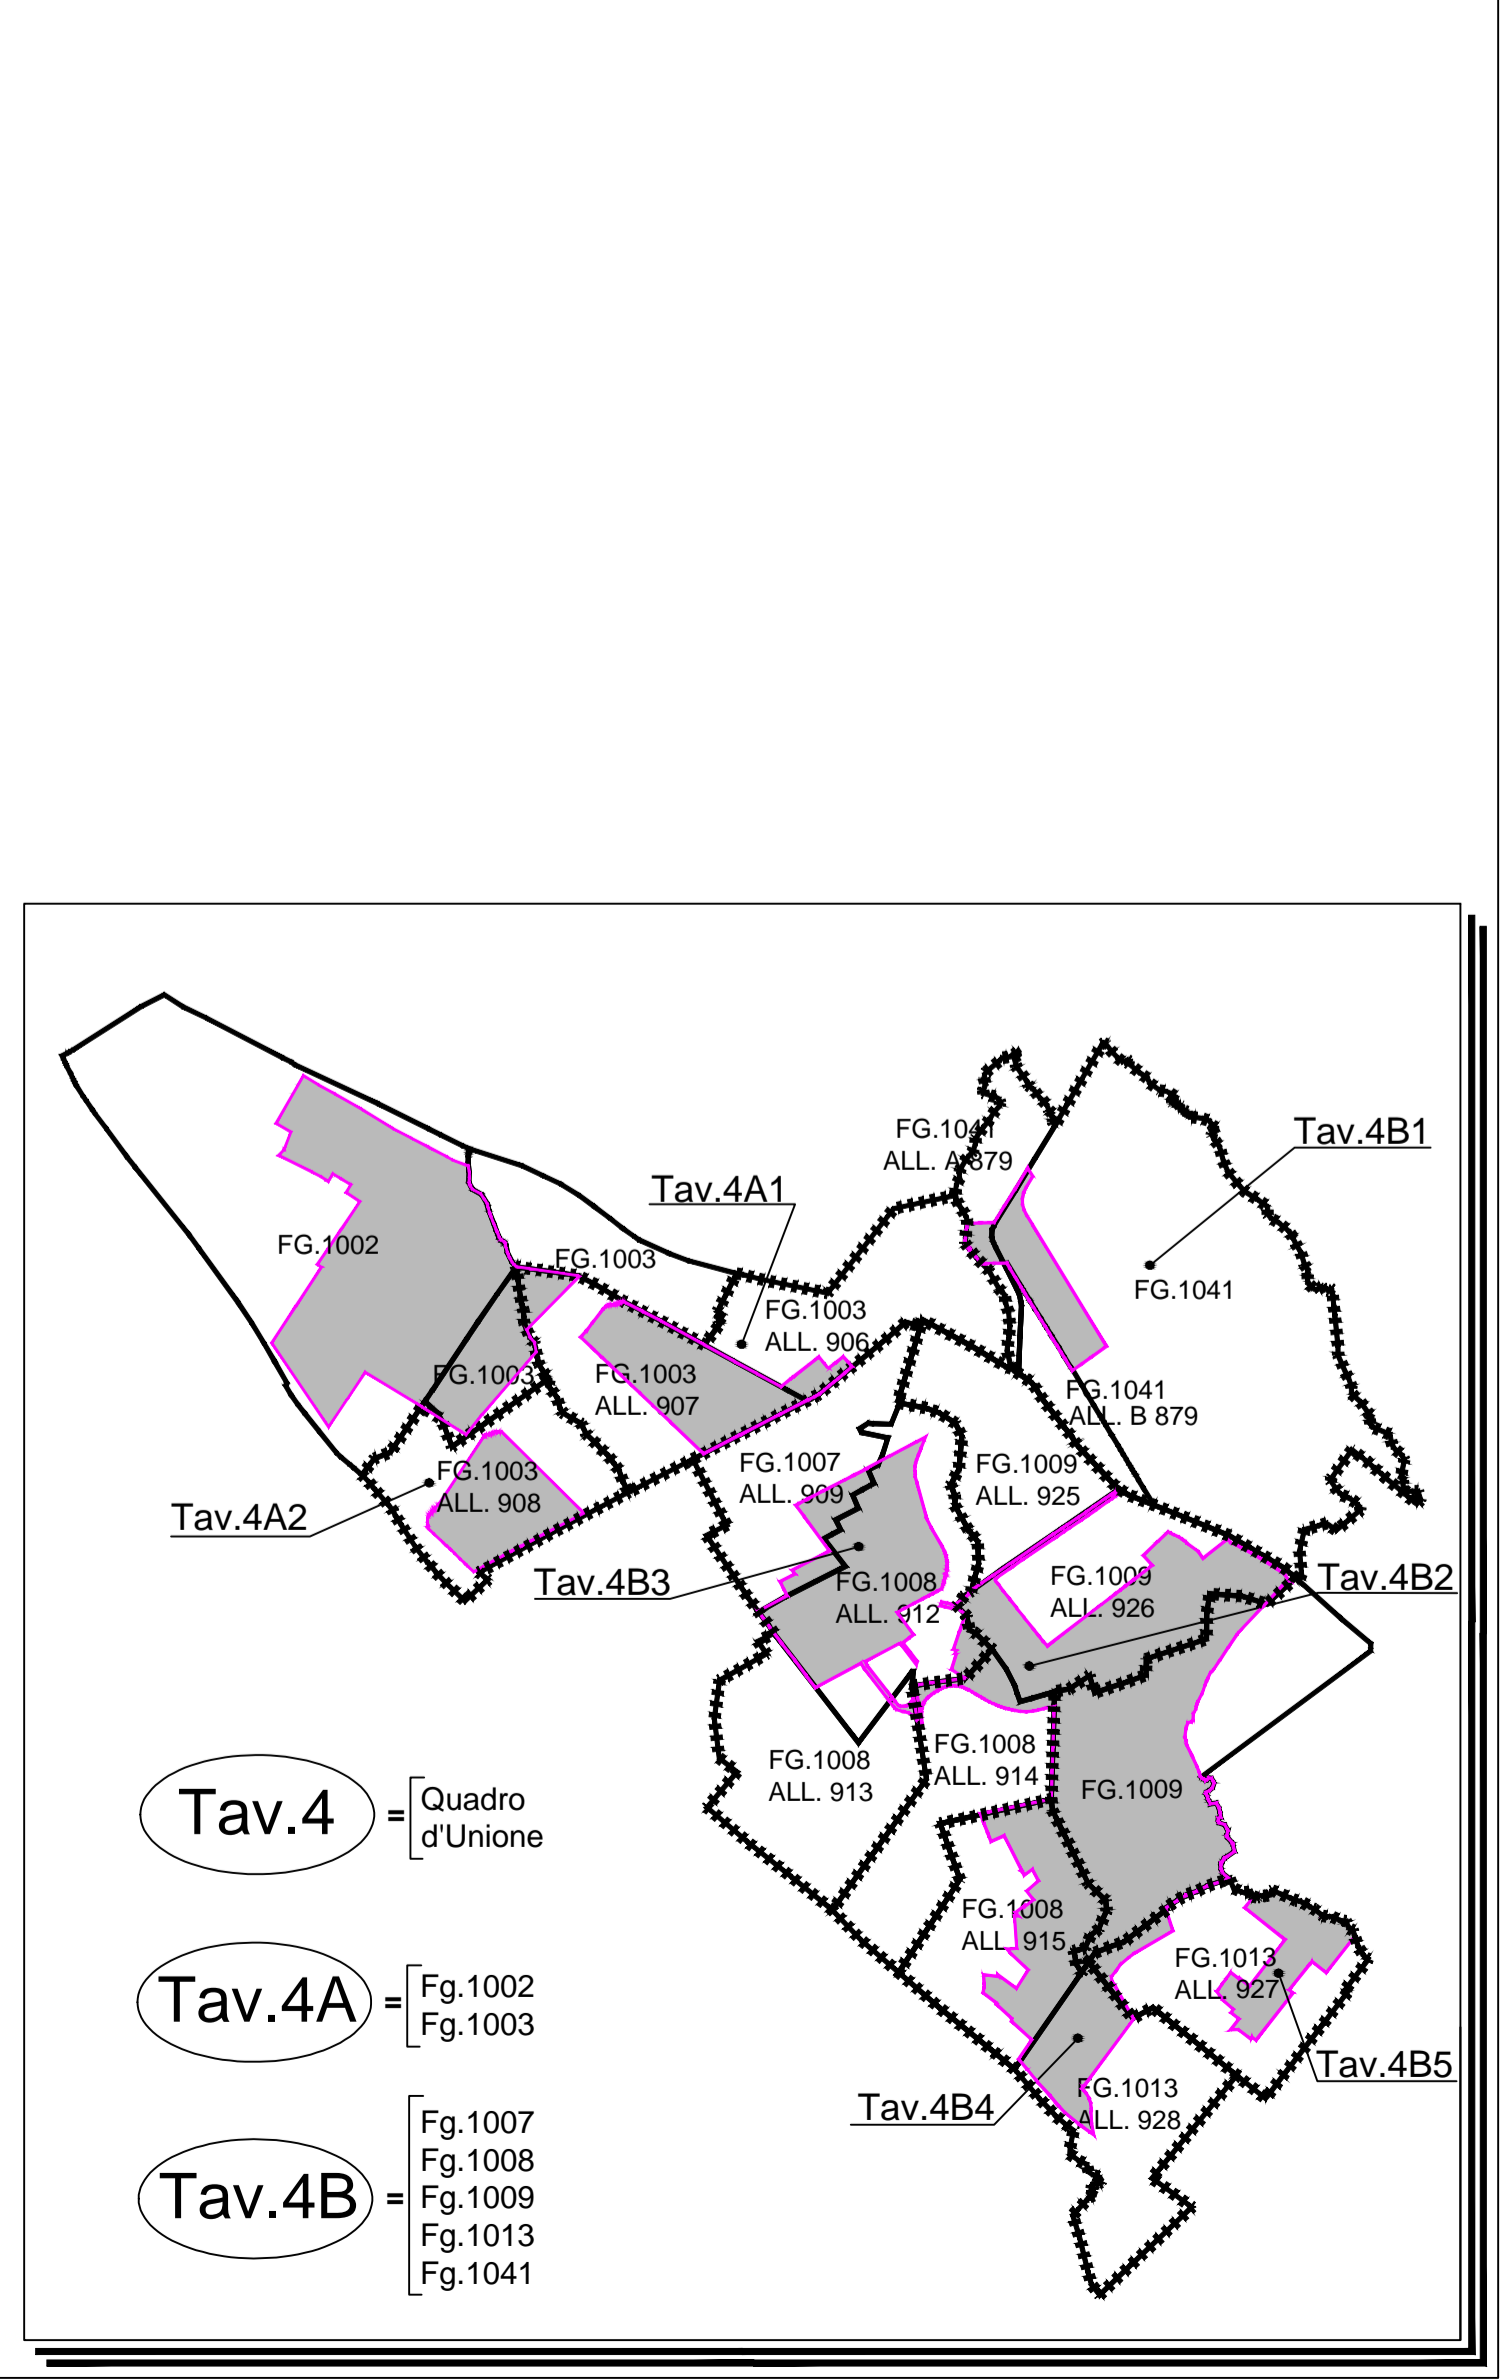 FG.1041
ALL. A 879
Tav.4B1
Tav.4A1
FG.1002
FG.1003
FG.1041
FG.1003
ALL. 906
FG.1003
FG.1003
ALL. 907
FG.1041
ALL. B 879
FG.1003
ALL. 908
Tav.4A2
FG.1007
ALL. 909
FG.1009
ALL. 925
Tav.4B3
FG.1008
ALL. 912
FG.1009
ALL. 926
Tav.4B2
FG.1008
ALL. 913
FG.1008
ALL. 914
FG.1009
FG.1008
ALL. 915
FG.1013
ALL. 927
Tav.4B5
Tav.4B4
FG.1013
ALL. 928
Tav.4 = Quadro
d'Unione
Tav.4A = Fg.1002
Fg.1003
Tav.4B = Fg.1007
Fg.1008
Fg.1009
Fg.1013
Fg.1041